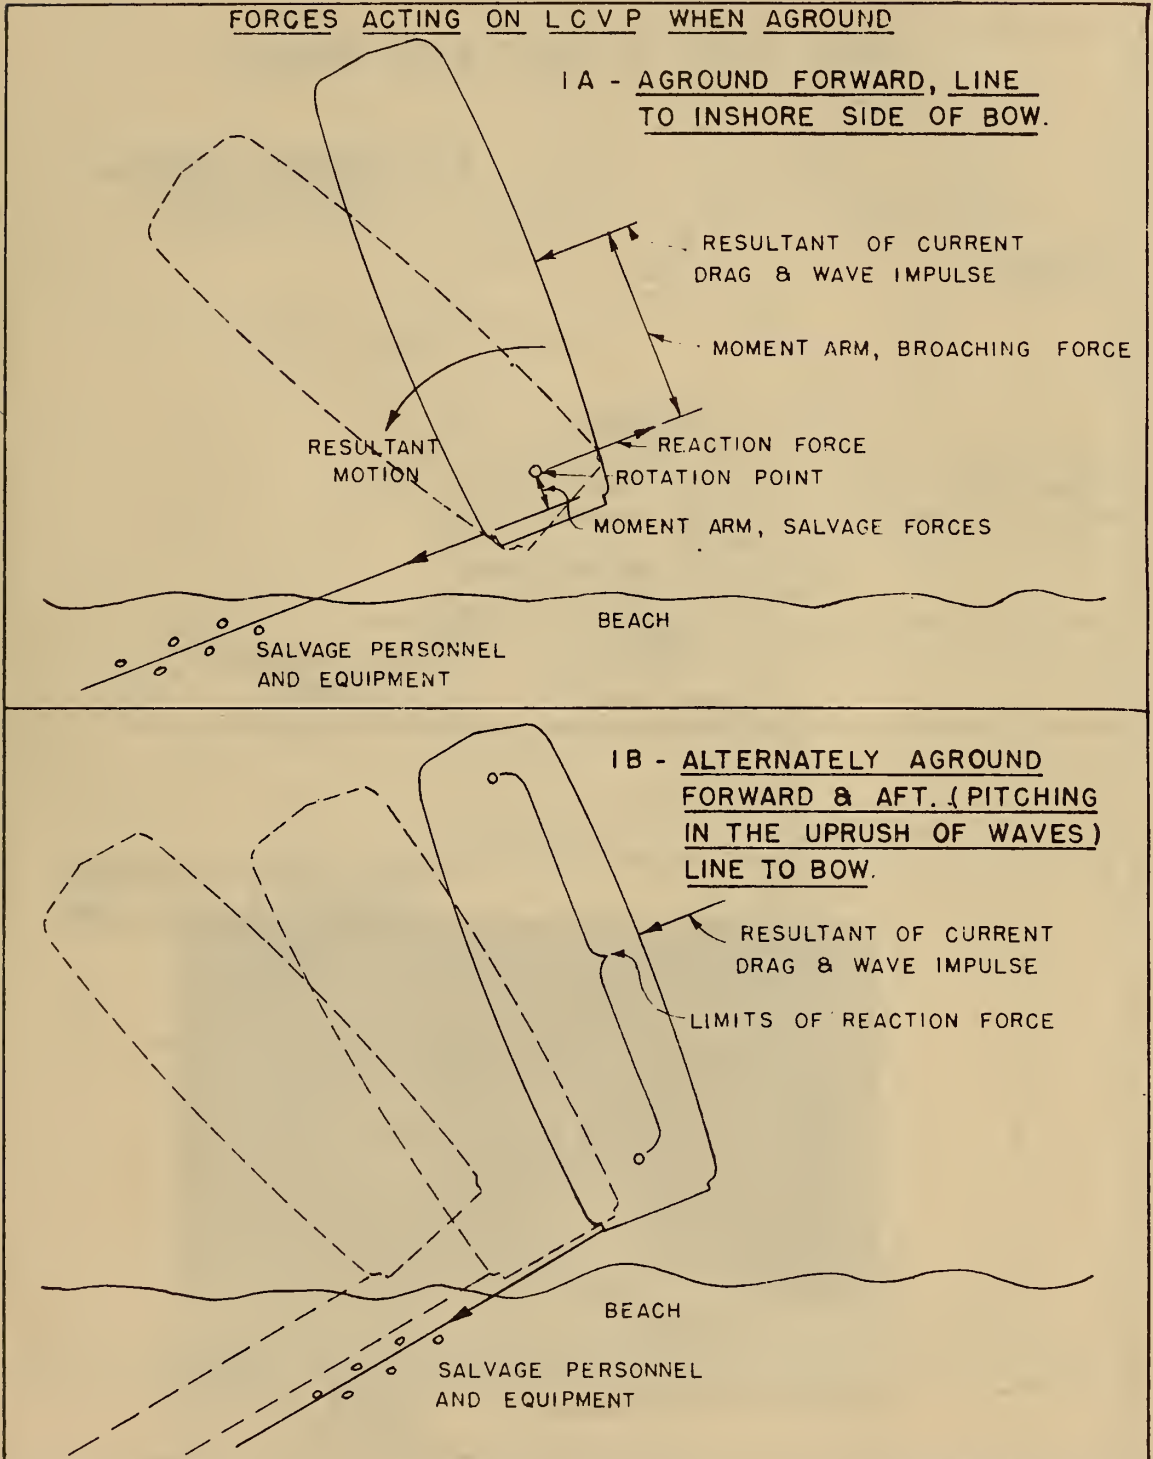 FORCES ACTING ON LCVP WHEN AGROUND
1A - AGROUND FORWARD, LINE
TO INSHORE SIDE OF BOW.
RESULTANT OF CURRENT
DRAG & WAVE IMPULSE
MOMENT ARM, BROACHING FORCE
RESULTANT
MOTION
REACTION FORCE
ROTATION POINT
MOMENT ARM, SALVAGE FORCES
BEACH
SALVAGE PERSONNEL
AND EQUIPMENT
1B - ALTERNATELY AGROUND
FORWARD & AFT. (PITCHING
IN THE UPRUSH OF WAVES)
LINE TO BOW.
RESULTANT OF CURRENT
DRAG & WAVE IMPULSE
LIMITS OF REACTION FORCE
BEACH
SALVAGE PERSONNEL
AND EQUIPMENT